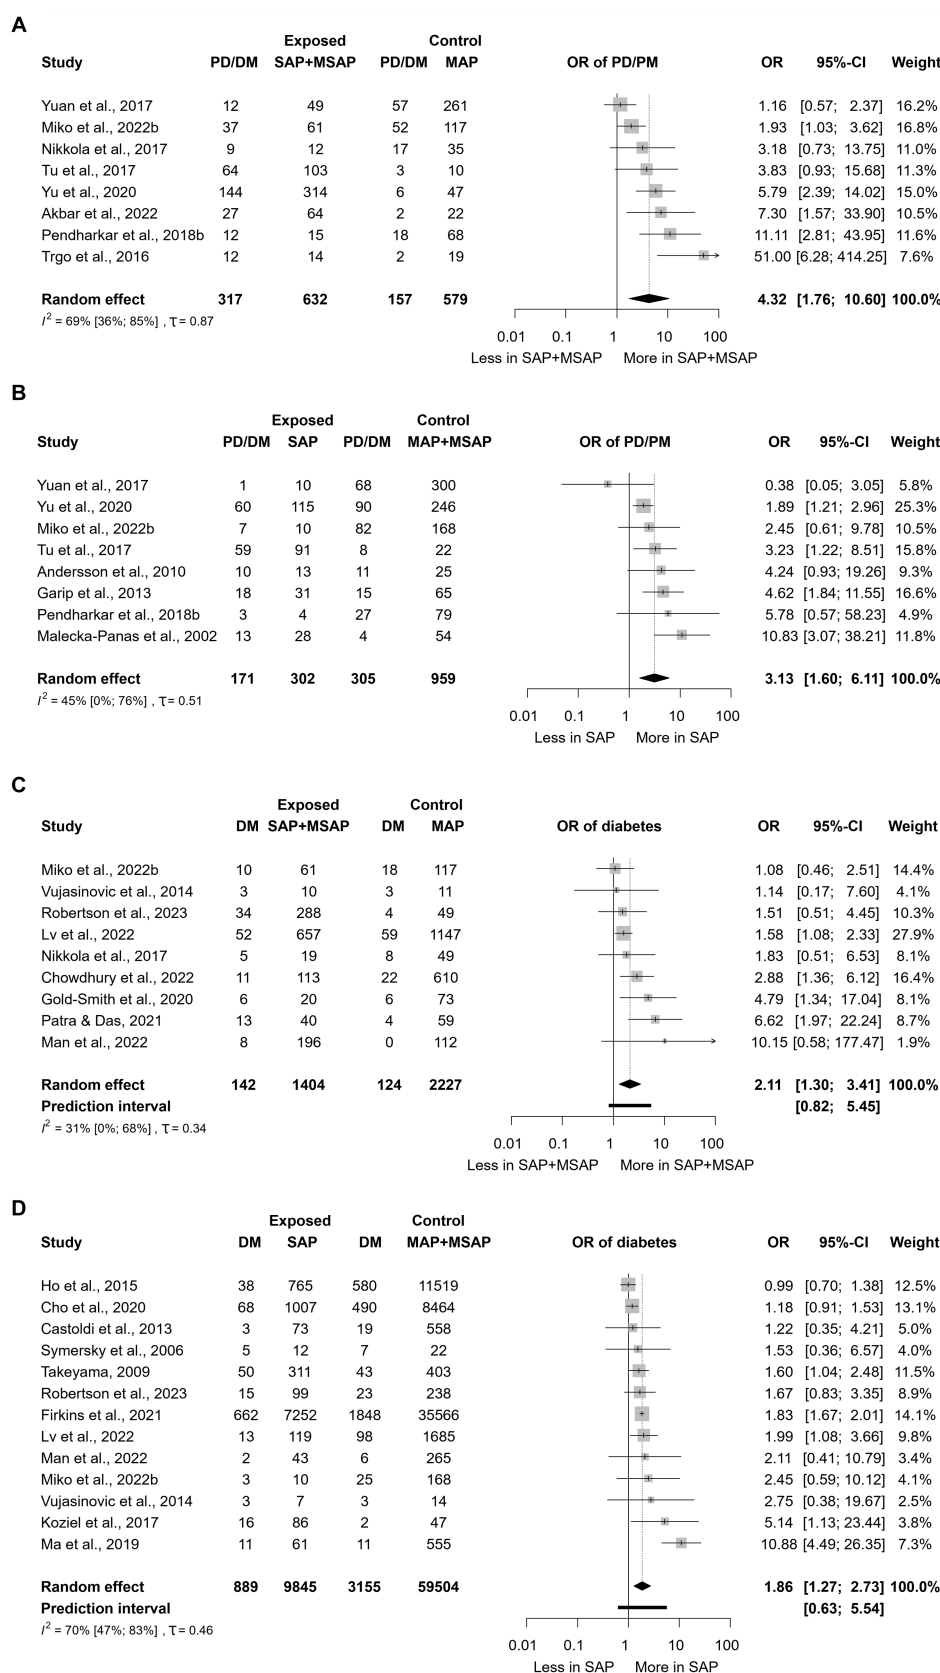 A
Exposed Control
Study PD/DM SAP+MSAP PD/DM MAP OR of PD/PM OR 95%-CI Weight
Yuan et al., 2017 12 49 57 261 1.16 [0.57; 2.37] 16.2%
Miko et al., 2022b 37 61 52 117 1.93 [1.03; 3.62] 16.8%
Nikkola et al., 2017 9 12 17 35 3.18 [0.73; 13.75] 11.0%
Tu et al., 2017 64 103 3 10 3.83 [0.93; 15.68] 11.3%
Yu et al., 2020 144 314 6 47 5.79 [2.39; 14.02] 15.0%
Akbar et al., 2022 27 64 2 22 7.30 [1.57; 33.90] 10.5%
Pendharkar et al., 2018b 12 15 18 68 11.11 [2.81; 43.95] 11.6%
Trgo et al., 2016 12 14 2 19 51.00 [6.28; 414.25] 7.6%
Random effect 317 632 157 579 4.32 [1.76; 10.60] 100.0%
I² = 69% [36%; 85%] , τ = 0.87
0.01 0.1 1 10 100
Less in SAP+MSAP More in SAP+MSAP
B
Exposed Control
Study PD/DM SAP PD/DM MAP+MSAP OR of PD/PM OR 95%-CI Weight
Yuan et al., 2017 1 10 68 300 0.38 [0.05; 3.05] 5.8%
Yu et al., 2020 60 115 90 246 1.89 [1.21; 2.96] 25.3%
Miko et al., 2022b 7 10 82 168 2.45 [0.61; 9.78] 10.5%
Tu et al., 2017 59 91 8 22 3.23 [1.22; 8.51] 15.8%
Andersson et al., 2010 10 13 11 25 4.24 [0.93; 19.26] 9.3%
Garip et al., 2013 18 31 15 65 4.62 [1.84; 11.55] 16.6%
Pendharkar et al., 2018b 3 4 27 79 5.78 [0.57; 58.23] 4.9%
Malecka-Panas et al., 2002 13 28 4 54 10.83 [3.07; 38.21] 11.8%
Random effect 171 302 305 959 3.13 [1.60; 6.11] 100.0%
I² = 45% [0%; 76%] , τ = 0.51
0.01 0.1 1 10 100
Less in SAP More in SAP
C
Exposed Control
Study DM SAP+MSAP DM MAP OR of diabetes OR 95%-CI Weight
Miko et al., 2022b 10 61 18 117 1.08 [0.46; 2.51] 14.4%
Vujasinovic et al., 2014 3 10 3 11 1.14 [0.17; 7.60] 4.1%
Robertson et al., 2023 34 288 4 49 1.51 [0.51; 4.45] 10.3%
Lv et al., 2022 52 657 59 1147 1.58 [1.08; 2.33] 27.9%
Nikkola et al., 2017 5 19 8 49 1.83 [0.51; 6.53] 8.1%
Chowdhury et al., 2022 11 113 22 610 2.88 [1.36; 6.12] 16.4%
Gold-Smith et al., 2020 6 20 6 73 4.79 [1.34; 17.04] 8.1%
Patra & Das, 2021 13 40 4 59 6.62 [1.97; 22.24] 8.7%
Man et al., 2022 8 196 0 112 10.15 [0.58; 177.47] 1.9%
Random effect 142 1404 124 2227 2.11 [1.30; 3.41] 100.0%
Prediction interval [0.82; 5.45]
I² = 31% [0%; 68%] , τ = 0.34
0.01 0.1 1 10 100
Less in SAP+MSAP More in SAP+MSAP
D
Exposed Control
Study DM SAP DM MAP+MSAP OR of diabetes OR 95%-CI Weight
Ho et al., 2015 38 765 580 11519 0.99 [0.70; 1.38] 12.5%
Cho et al., 2020 68 1007 490 8464 1.18 [0.91; 1.53] 13.1%
Castoldi et al., 2013 3 73 19 558 1.22 [0.35; 4.21] 5.0%
Symersky et al., 2006 5 12 7 22 1.53 [0.36; 6.57] 4.0%
Takeyama, 2009 50 311 43 403 1.60 [1.04; 2.48] 11.5%
Robertson et al., 2023 15 99 23 238 1.67 [0.83; 3.35] 8.9%
Firkins et al., 2021 662 7252 1848 35566 1.83 [1.67; 2.01] 14.1%
Lv et al., 2022 13 119 98 1685 1.99 [1.08; 3.66] 9.8%
Man et al., 2022 2 43 6 265 2.11 [0.41; 10.79] 3.4%
Miko et al., 2022b 3 10 25 168 2.45 [0.59; 10.12] 4.1%
Vujasinovic et al., 2014 3 7 3 14 2.75 [0.38; 19.67] 2.5%
Koziel et al., 2017 16 86 2 47 5.14 [1.13; 23.44] 3.8%
Ma et al., 2019 11 61 11 555 10.88 [4.49; 26.35] 7.3%
Random effect 889 9845 3155 59504 1.86 [1.27; 2.73] 100.0%
Prediction interval [0.63; 5.54]
I² = 70% [47%; 83%] , τ = 0.46
0.01 0.1 1 10 100
Less in SAP More in SAP